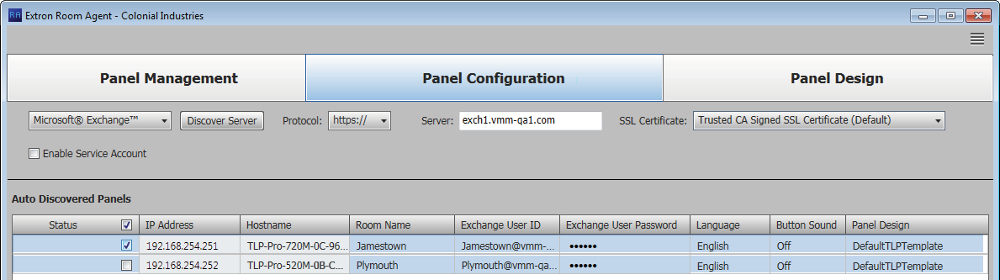 RA Extron Room Agent - Colonial Industries
Panel Management Panel Configuration Panel Design
Microsoft® Exchange™ Discover Server Protocol: https:// Server: exch1.vmm-qa1.com SSL Certificate: Trusted CA Signed SSL Certificate (Default)
Enable Service Account
Auto Discovered Panels
Status IP Address Hostname Room Name Exchange User ID Exchange User Password Language Button Sound Panel Design
192.168.254.251 TLP-Pro-720M-0C-96... Jamestown Jamestown@vmm-... •••••• English Off DefaultTLPTemplate
192.168.254.252 TLP-Pro-520M-0B-C... Plymouth Plymouth@vmm-qa... •••••• English Off DefaultTLPTemplate